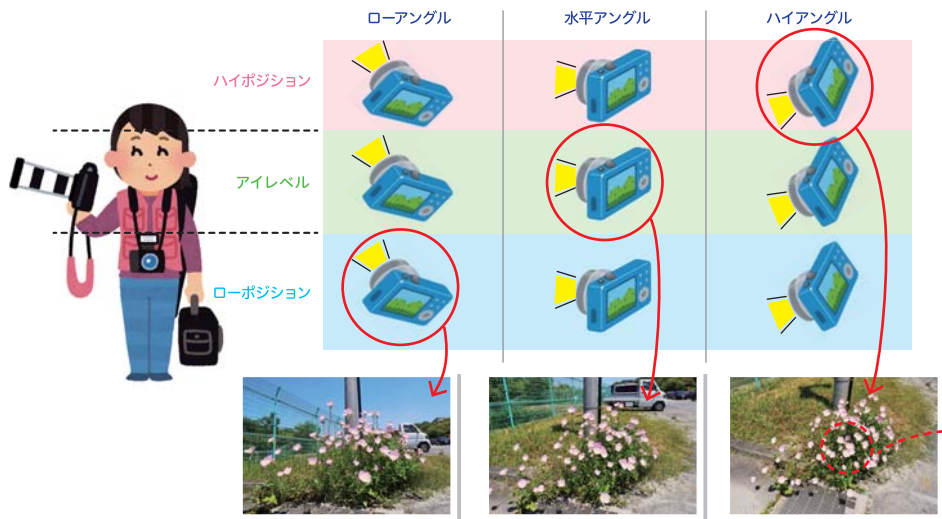 ローアングル
水平アングル
ハイアングル
ハイポジション
アイレベル
ローポジション